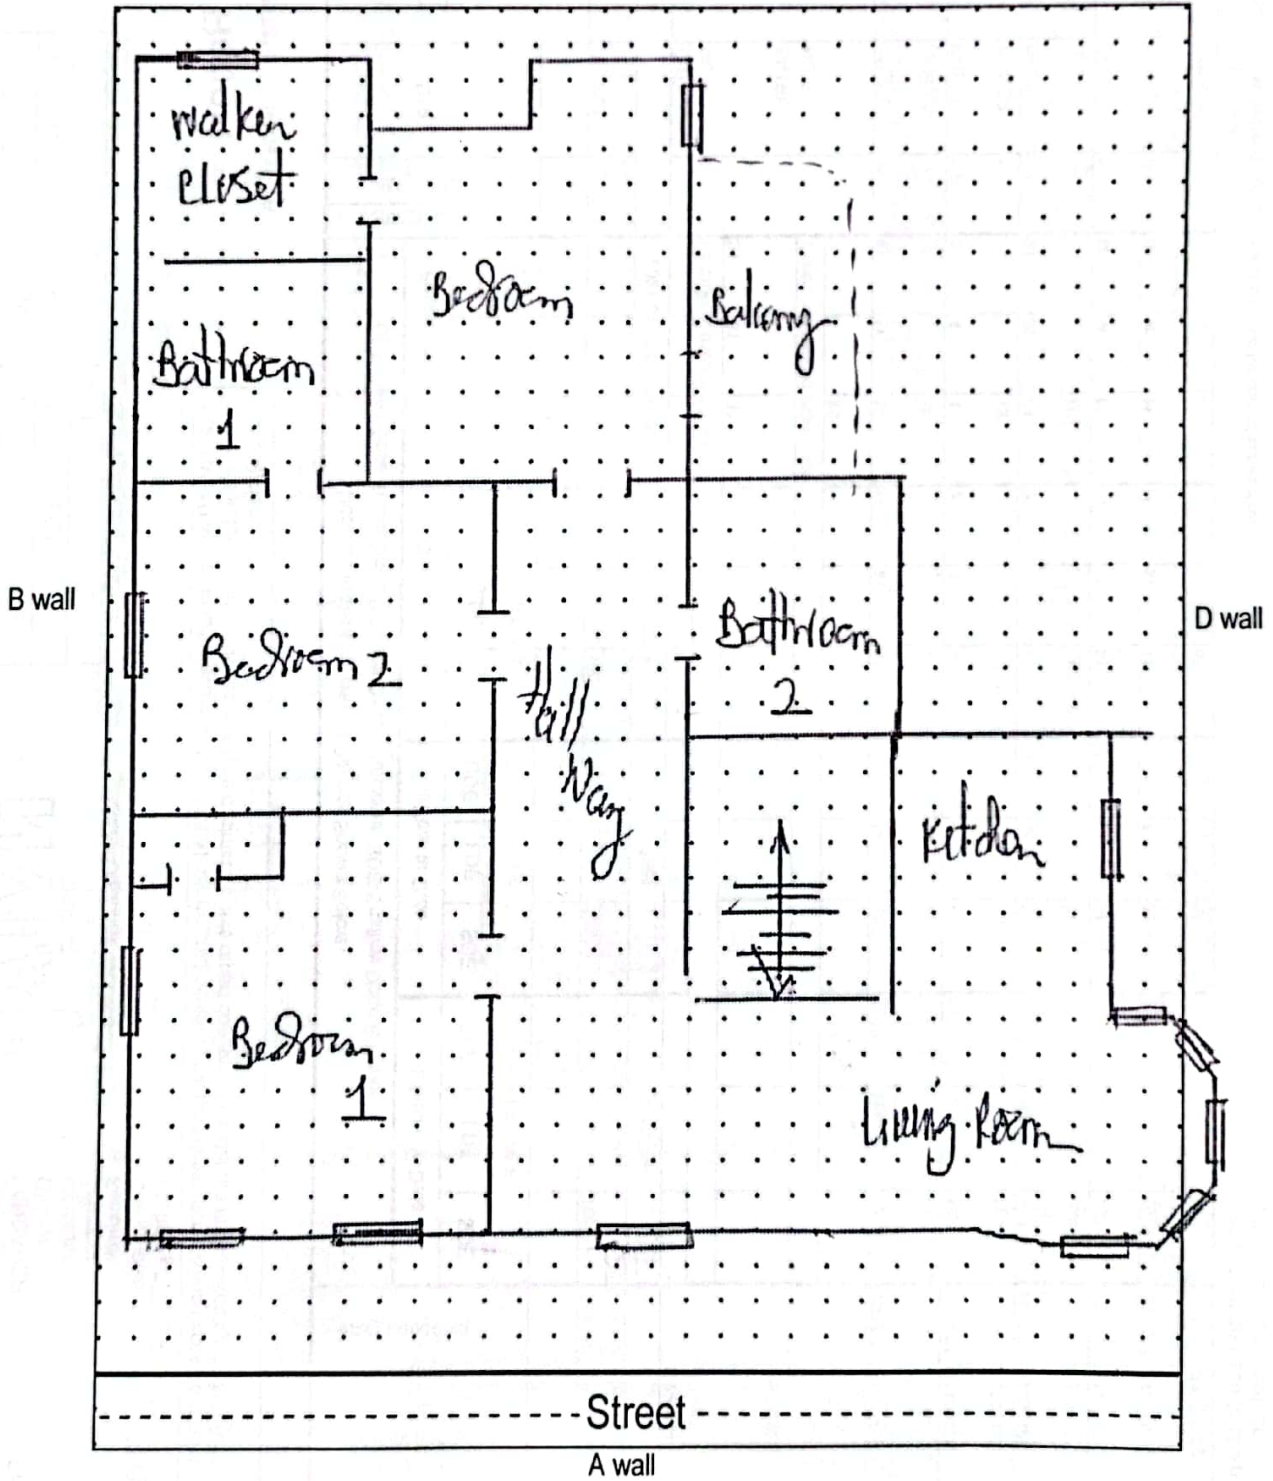 walken
closet
Bedroom
Balcony
Bathroom
1
B wall
D wall
Bedroom 2
Bathroom
2
Hall
Way
Kitchen
Bedroom
1
Living Room
Street
A wall